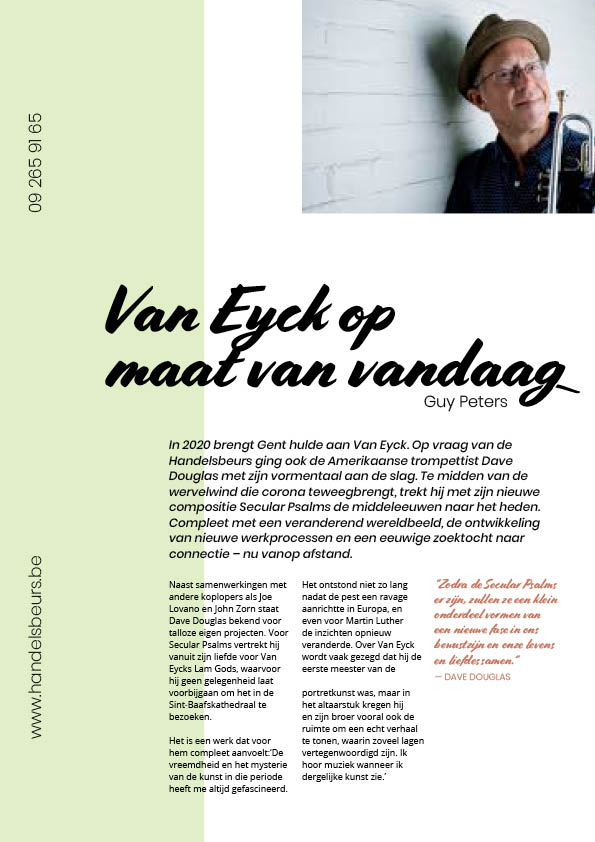 09 265 91 65
Van Eyck op
maat van vandaag
Guy Peters
In 2020 brengt Gent hulde aan Van Eyck. Op vraag van de
Handelsbeurs ging ook de Amerikaanse trompettist Dave
Douglas met zijn vormentaal aan de slag. Te midden van de
wervelwind die corona teweegbrengt, trekt hij met zijn nieuwe
compositie Secular Psalms de middeleeuwen naar het heden.
Compleet met een veranderend wereldbeeld, de ontwikkeling
van nieuwe werkprocessen en een eeuwige zoektocht naar
connectie – nu vanop afstand.
Naast samenwerkingen met
andere koplopers als Joe
Lovano en John Zorn staat
Dave Douglas bekend voor
talloze eigen projecten. Voor
Secular Psalms vertrekt hij
vanuit zijn liefde voor Van
Eycks Lam Gods, waarvoor
hij geen gelegenheid laat
voorbijgaan om het in de
Sint-Baafskathedraal te
bezoeken.
Het is een werk dat voor
hem compleet aanvoelt:‘De
vreemdheid en het mysterie
van de kunst in die periode
heeft me altijd gefascineerd.
Het ontstond niet zo lang
nadat de pest een ravage
aanrichtte in Europa, en
even voor Martin Luther
de inzichten opnieuw
veranderde. Over Van Eyck
wordt vaak gezegd dat hij de
eerste meester van de
portretkunst was, maar in
het altaarstuk kregen hij
en zijn broer vooral ook de
ruimte om een echt verhaal
te tonen, waarin zoveel lagen
vertegenwoordigd zijn. Ik
hoor muziek wanneer ik
dergelijke kunst zie.’
“Zodra de Secular Psalms
er zijn, zullen ze een klein
onderdeel vormen van
een nieuwe fase in ons
bewustzijn en onze levens
en liefdes samen.”
— DAVE DOUGLAS
www.handelsbeurs.be